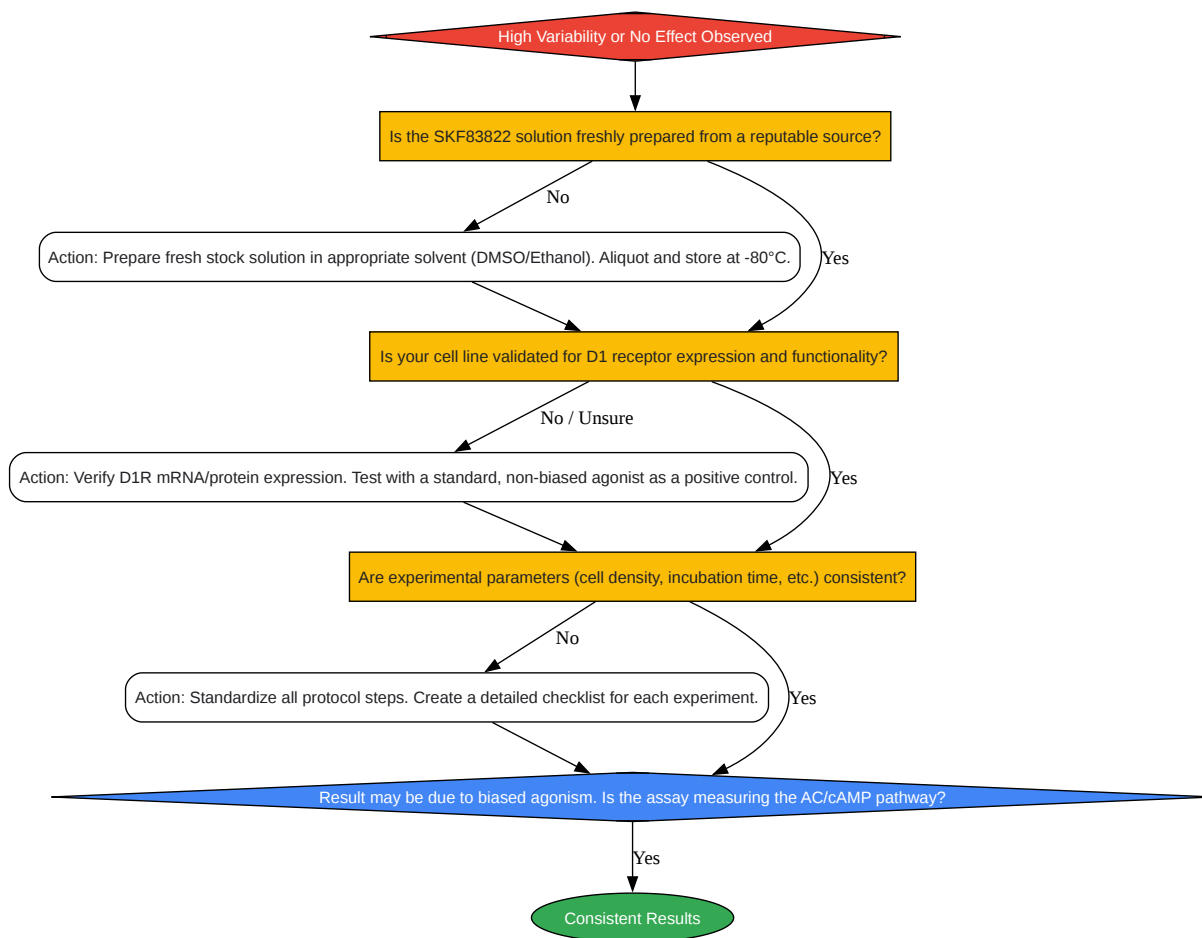 High Variability or No Effect Observed
Is the SKF83822 solution freshly prepared from a reputable source?
No
Action: Prepare fresh stock solution in appropriate solvent (DMSO/Ethanol). Aliquot and store at -80°C.
Yes
Is your cell line validated for D1 receptor expression and functionality?
No / Unsure
Action: Verify D1R mRNA/protein expression. Test with a standard, non-biased agonist as a positive control.
Yes
Are experimental parameters (cell density, incubation time, etc.) consistent?
No
Action: Standardize all protocol steps. Create a detailed checklist for each experiment.
Yes
Result may be due to biased agonism. Is the assay measuring the AC/cAMP pathway?
Yes
Consistent Results